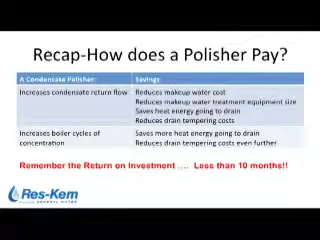 Recap-How does a Polisher Pay?
A Condensate Polisher: Savings
Increases condensate return flow Reduces makeup water cost
Reduces makeup water treatment equipment size
Saves heat energy going to drain
Reduces drain tempering costs
Increases boiler cycles of concentration Saves more heat energy going to drain
Reduces drain tempering costs even further
Remember the Return on Investment .... Less than 10 months!!
Res-Kem
GENERAL WATER